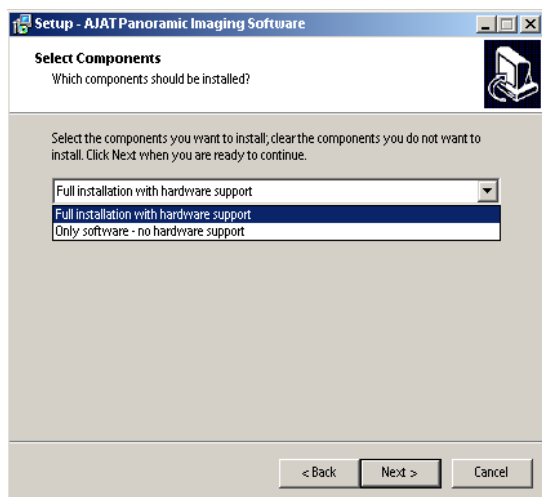 Setup - AJAT Panoramic Imaging Software
Select Components
Which components should be installed?
Select the components you want to install; clear the components you do not want to
install. Click Next when you are ready to continue.
Full installation with hardware support
Full installation with hardware support
Only software - no hardware support
< Back Next > Cancel